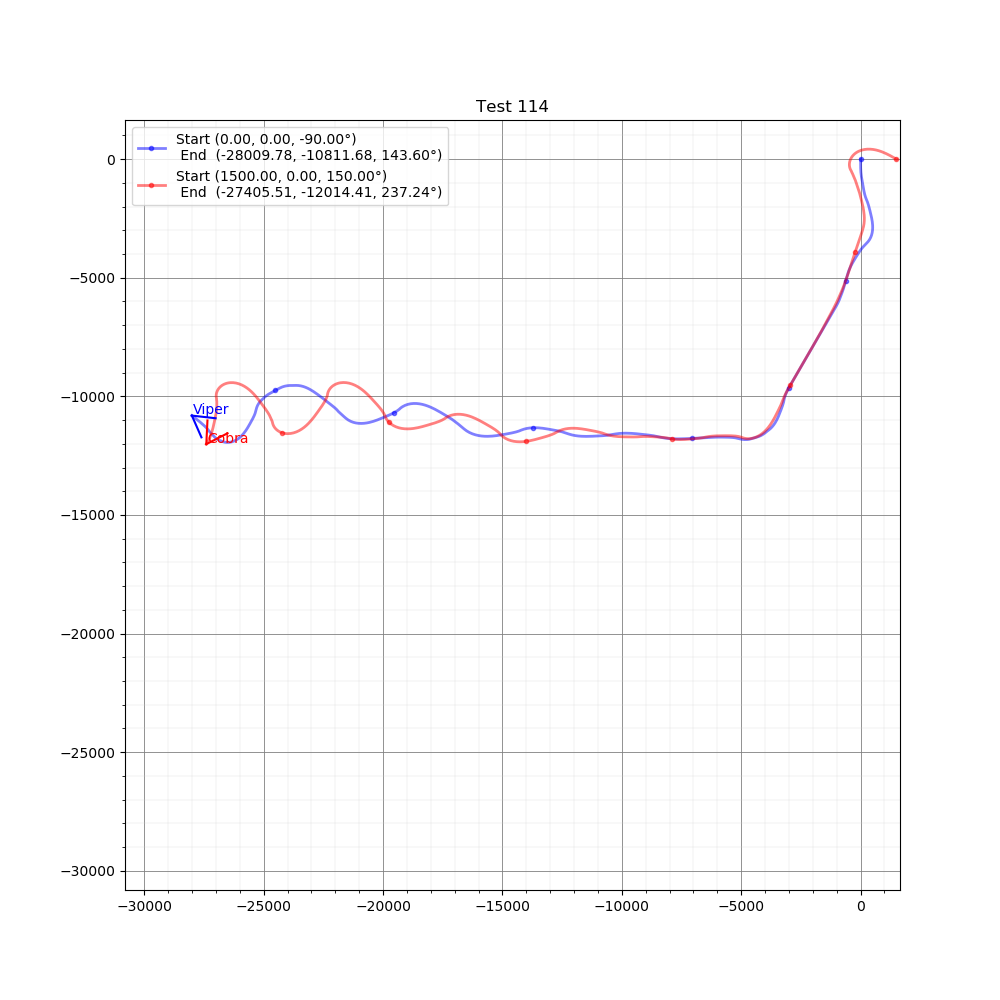 Test 114
Start (0.00, 0.00, -90.00°)
End (-28009.78, -10811.68, 143.60°)
Start (1500.00, 0.00, 150.00°)
End (-27405.51, -12014.41, 237.24°)
0
−5000
−10000
Viper
Cobra
−15000
−20000
−25000
−30000
−30000 −25000 −20000 −15000 −10000 −5000 0